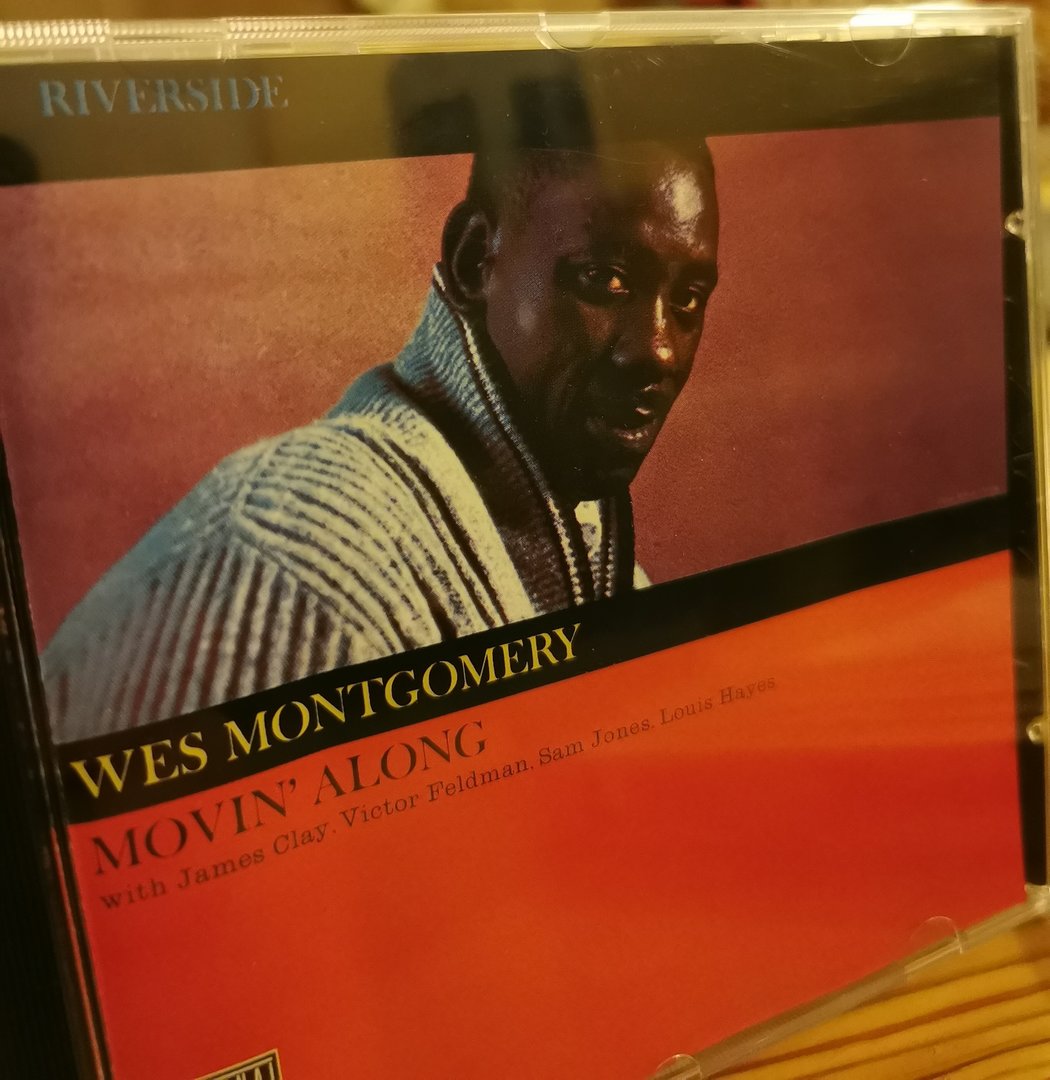 RIVERSIDE
WES MONTGOMERY
MOVIN' ALONG
with James Clay. Victor Feldman. Sam Jones. Louis Hayes